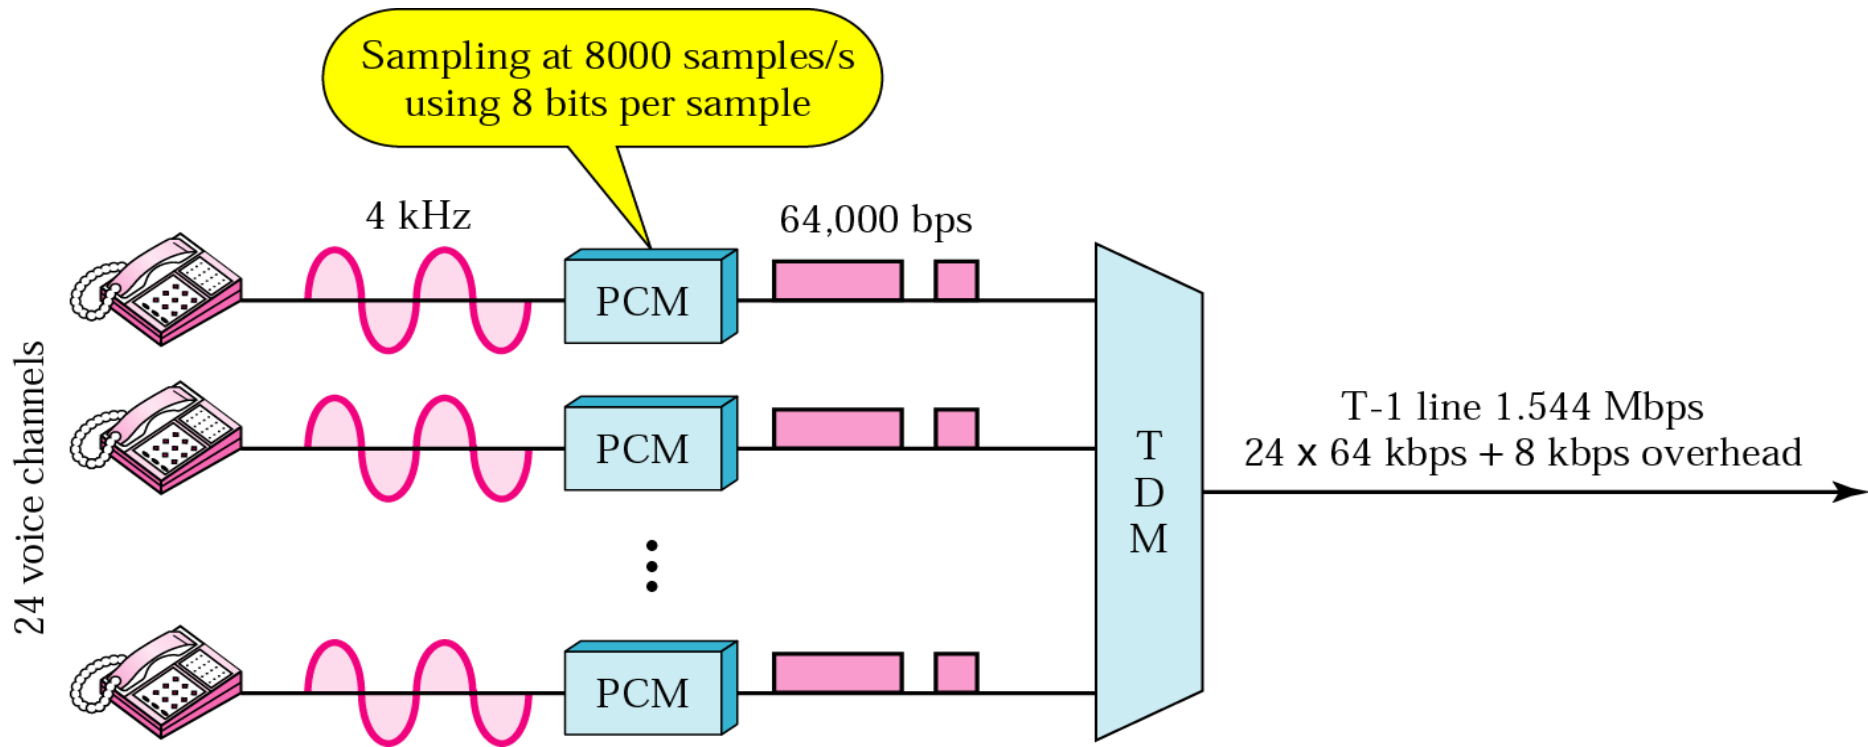 Sampling at 8000 samples/s
using 8 bits per sample
4 kHz
64,000 bps
PCM
24 voice channels
PCM
T
D
M
T-1 line 1.544 Mbps
24 x 64 kbps + 8 kbps overhead
PCM